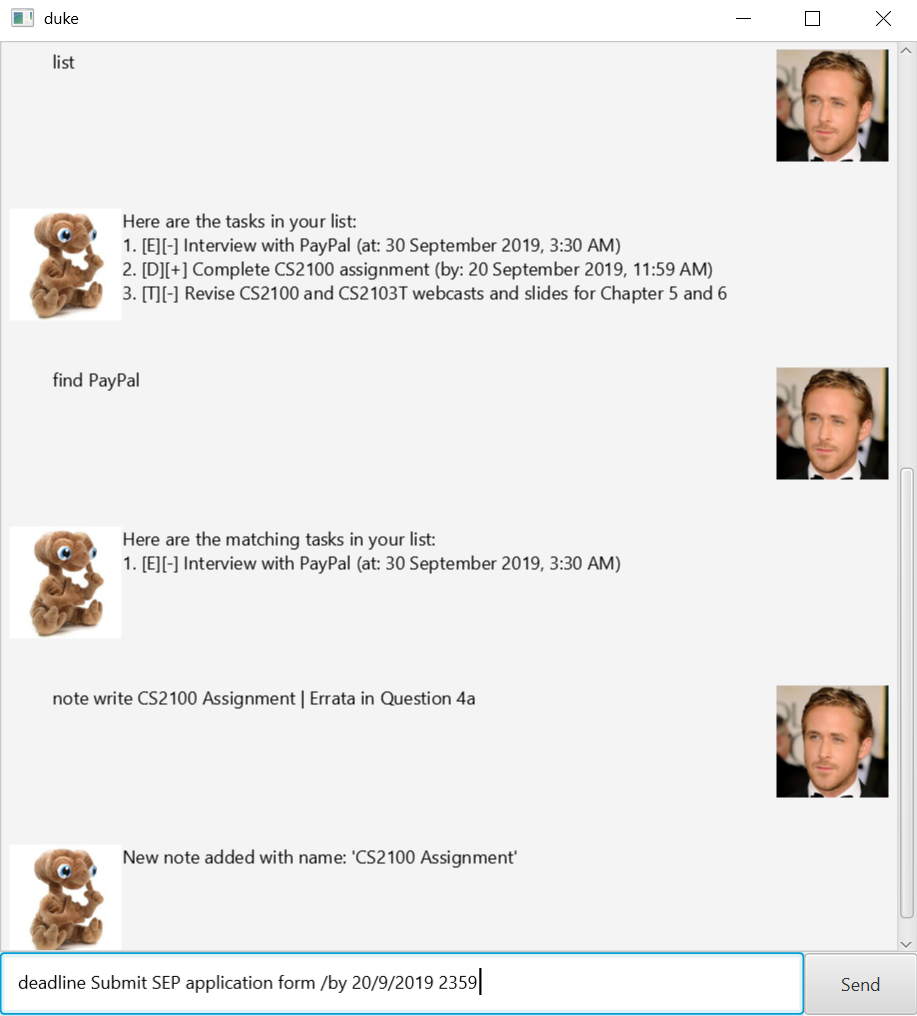 duke
list
Here are the tasks in your list:
1. [E][-] Interview with PayPal (at: 30 September 2019, 3:30 AM)
2. [D][+] Complete CS2100 assignment (by: 20 September 2019, 11:59 AM)
3. [T][-] Revise CS2100 and CS2103T webcasts and slides for Chapter 5 and 6
find PayPal
Here are the matching tasks in your list:
1. [E][-] Interview with PayPal (at: 30 September 2019, 3:30 AM)
note write CS2100 Assignment | Errata in Question 4a
New note added with name: 'CS2100 Assignment'
deadline Submit SEP application form /by 20/9/2019 2359
Send